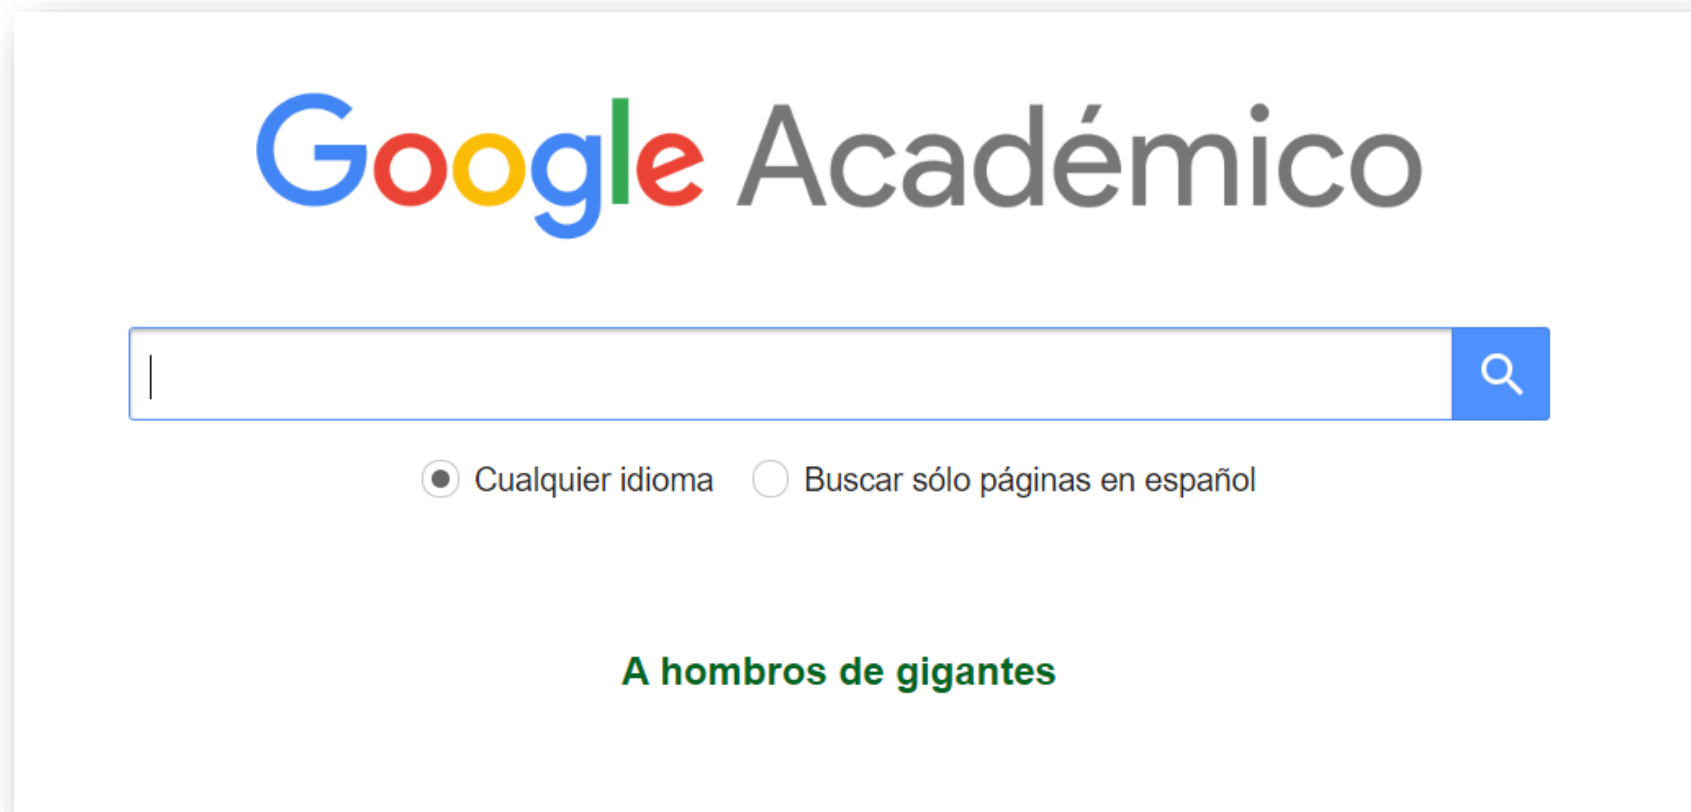 Google Académico
Cualquier idioma Buscar sólo páginas en español
A hombros de gigantes